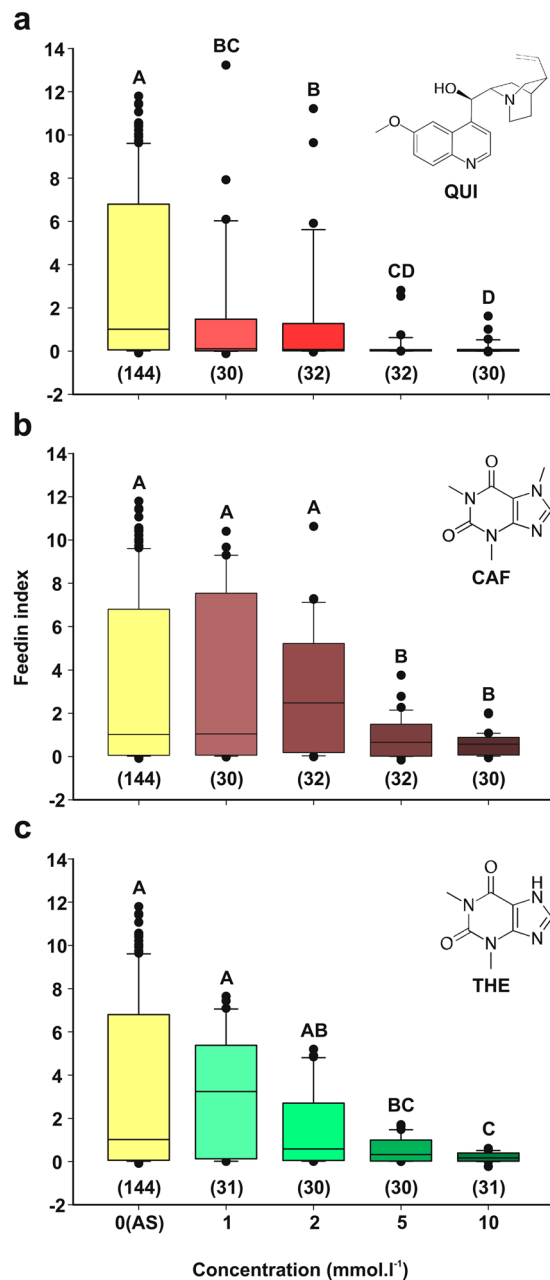 a
14
12
10
8
6
4
2
0
-2
A
BC
B
CD
D
(144)
(30)
(32)
(32)
(30)
HO
N
O
N
QUI
b
14
12
10
8
6
4
2
0
-2
A
A
A
B
B
(144)
(30)
(32)
(32)
(30)
O
N
N
O
N
N
CAF
Feedin index
c
14
12
10
8
6
4
2
0
-2
A
A
AB
BC
C
(144)
(31)
(30)
(30)
(31)
O
H
N
N
O
N
N
THE
0(AS)
1
2
5
10
Concentration (mmol.l⁻¹)